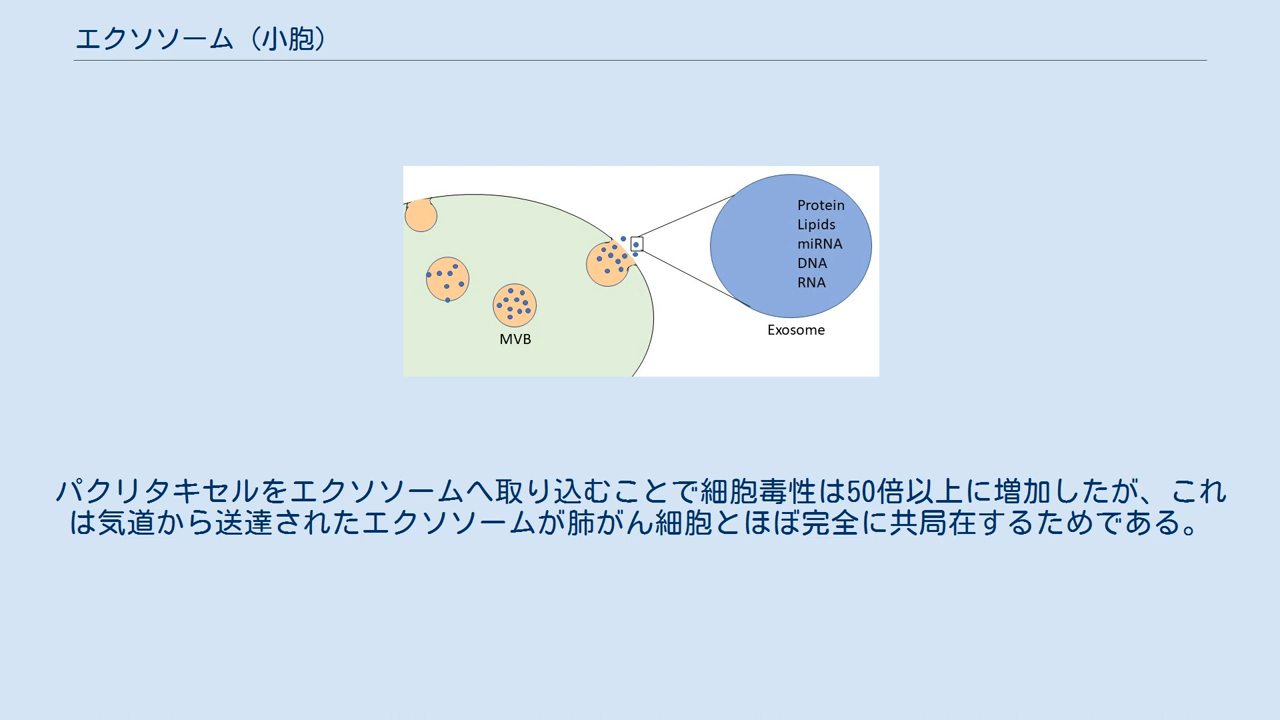 エクソソーム（小胞）
Protein
Lipids
miRNA
DNA
RNA
MVB
Exosome
パクリタキセルをエクソソームへ取り込むことで細胞毒性は50倍以上に増加したが、これ
は気道から送達されたエクソソームが肺がん細胞とほぼ完全に共局在するためである。